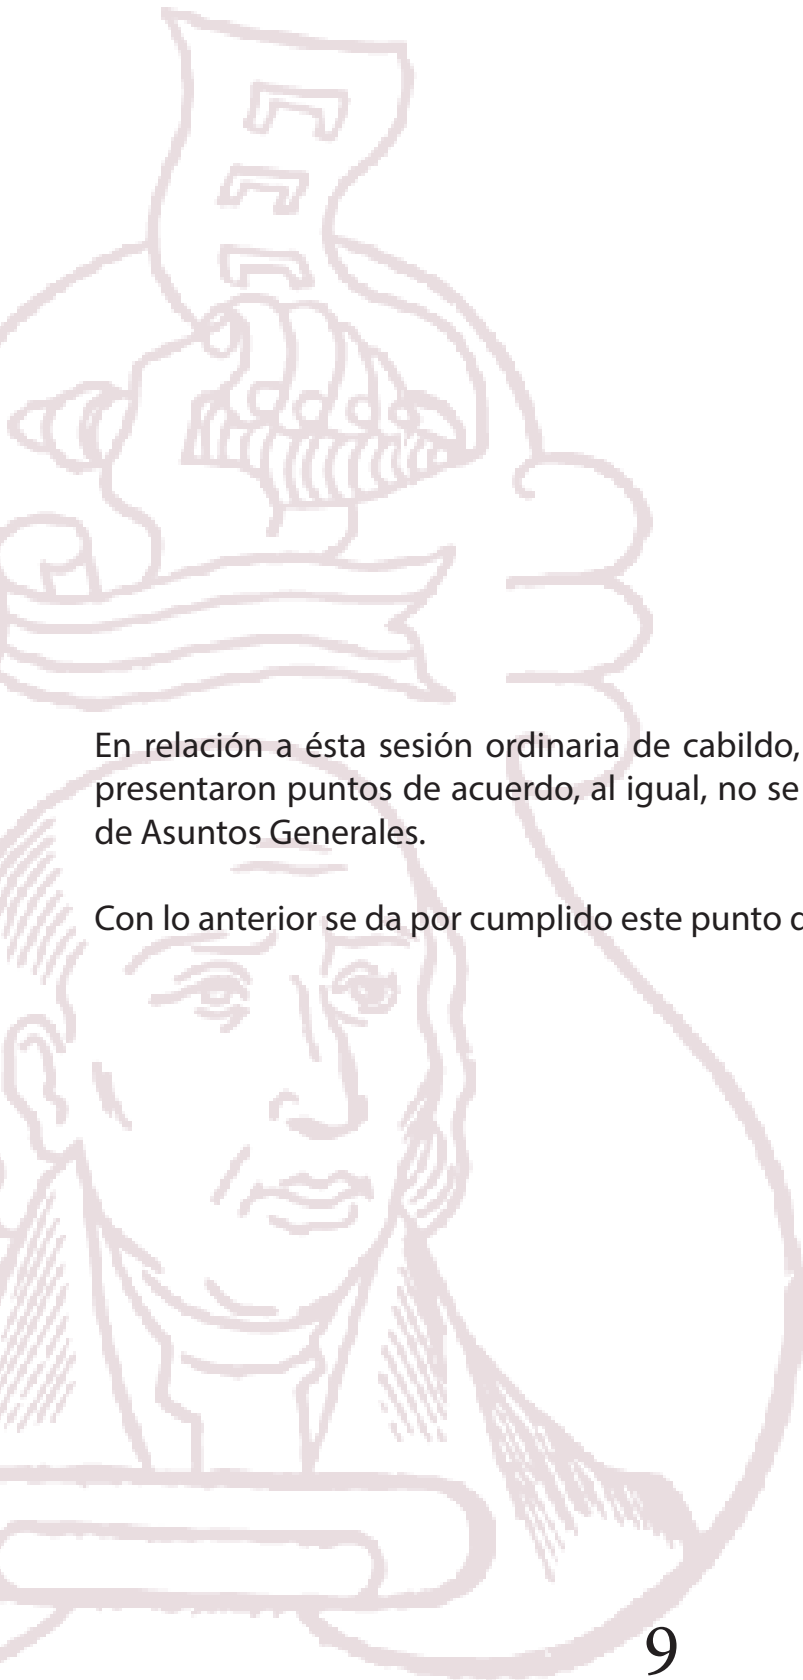 En relación a ésta sesión ordinaria de cabildo,
presentaron puntos de acuerdo, al igual, no se
de Asuntos Generales.
Con lo anterior se da por cumplido este punto
9